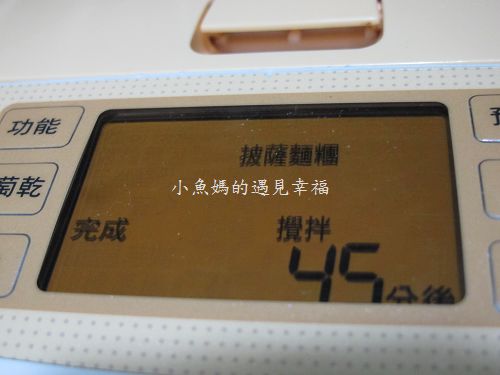 功能
披薩麵糰
萄乾
小魚媽的遇見幸福
完成
攪拌
45分後